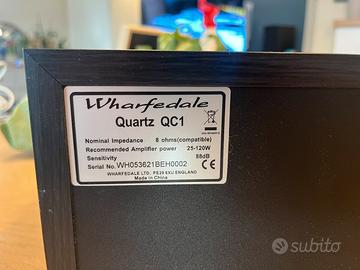 Wharfedale
Quartz QC1
Nominal Impedance 8 ohms(compatible)
Recommended Amplifier power 25-120W
Sensitivity 88dB
Serial No. WH053621BEH0002
WHARFEDALE LTD. PE29 6XU ENGLAND
Made in China
subito